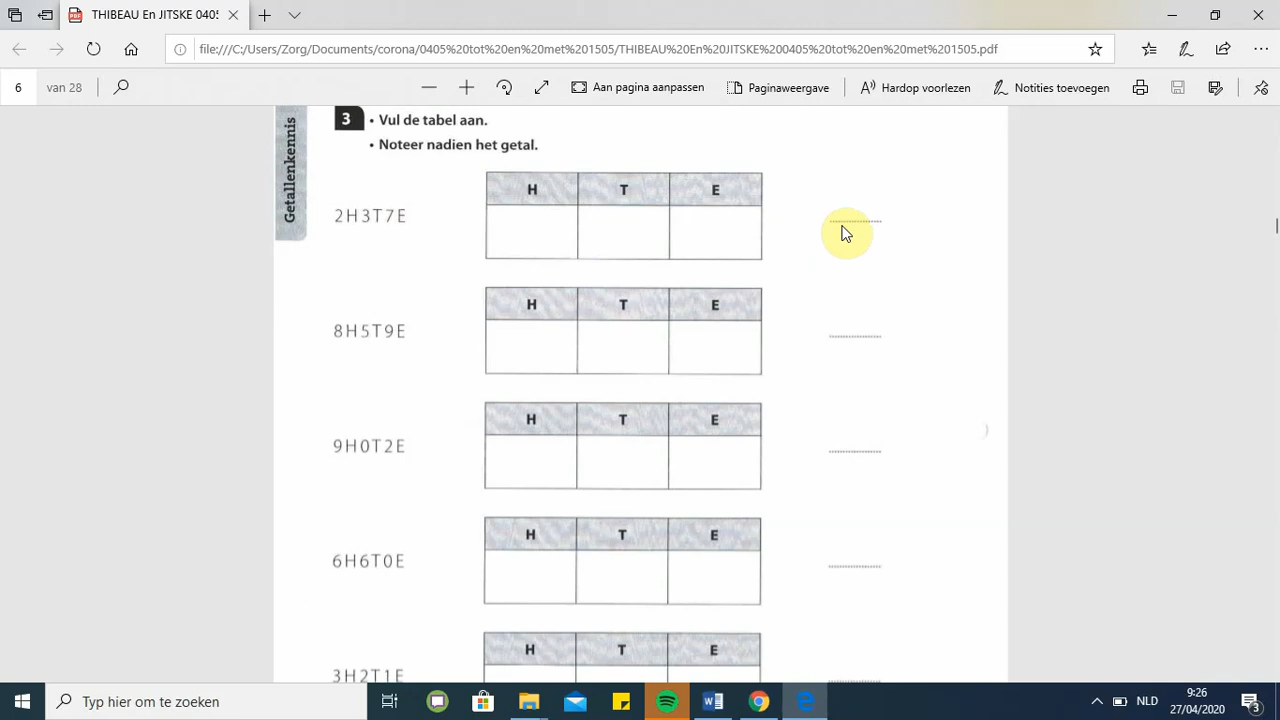 THIBEAU En JITSKE 0405
file:///C:/Users/Zorg/Documents/corona/0405%20tot%20en%20met%201505/THIBEAU%20En%20JITSKE%200405%20tot%20en%20met%201505.pdf
6 van 28 Aan pagina aanpassen Paginaweergave Hardop voorlezen Notities toevoegen
Getallenkennis
3 • Vul de tabel aan.
• Noteer nadien het getal.
H T E
2H3T7E
H T E
8H5T9E
H T E
9H0T2E
H T E
6H6T0E
H T E
3H2T1E
Typ hier om te zoeken
NLD
9:26
27/04/2020
3